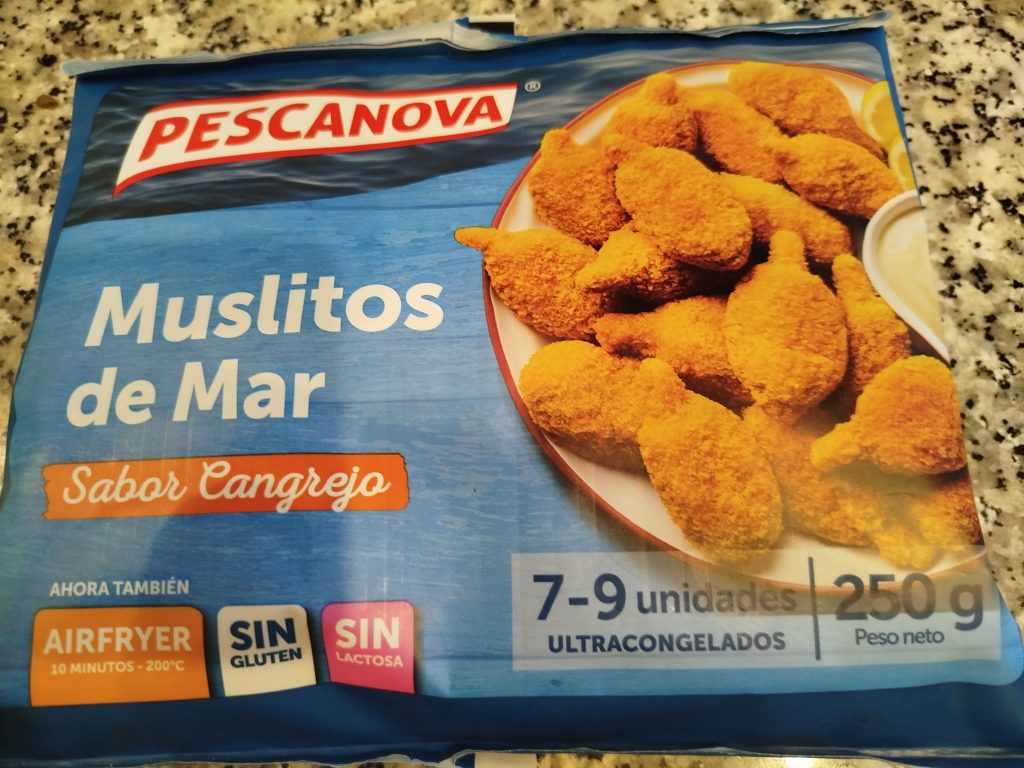 PESCANOVA®
Muslitos
de Mar
Sabor Cangrejo
AHORA TAMBIÉN
AIRFRYER
10 MINUTOS - 200°C
SIN
GLUTEN
SIN
LACTOSA
7-9 unidades
ULTRACONGELADOS
250 g
Peso neto